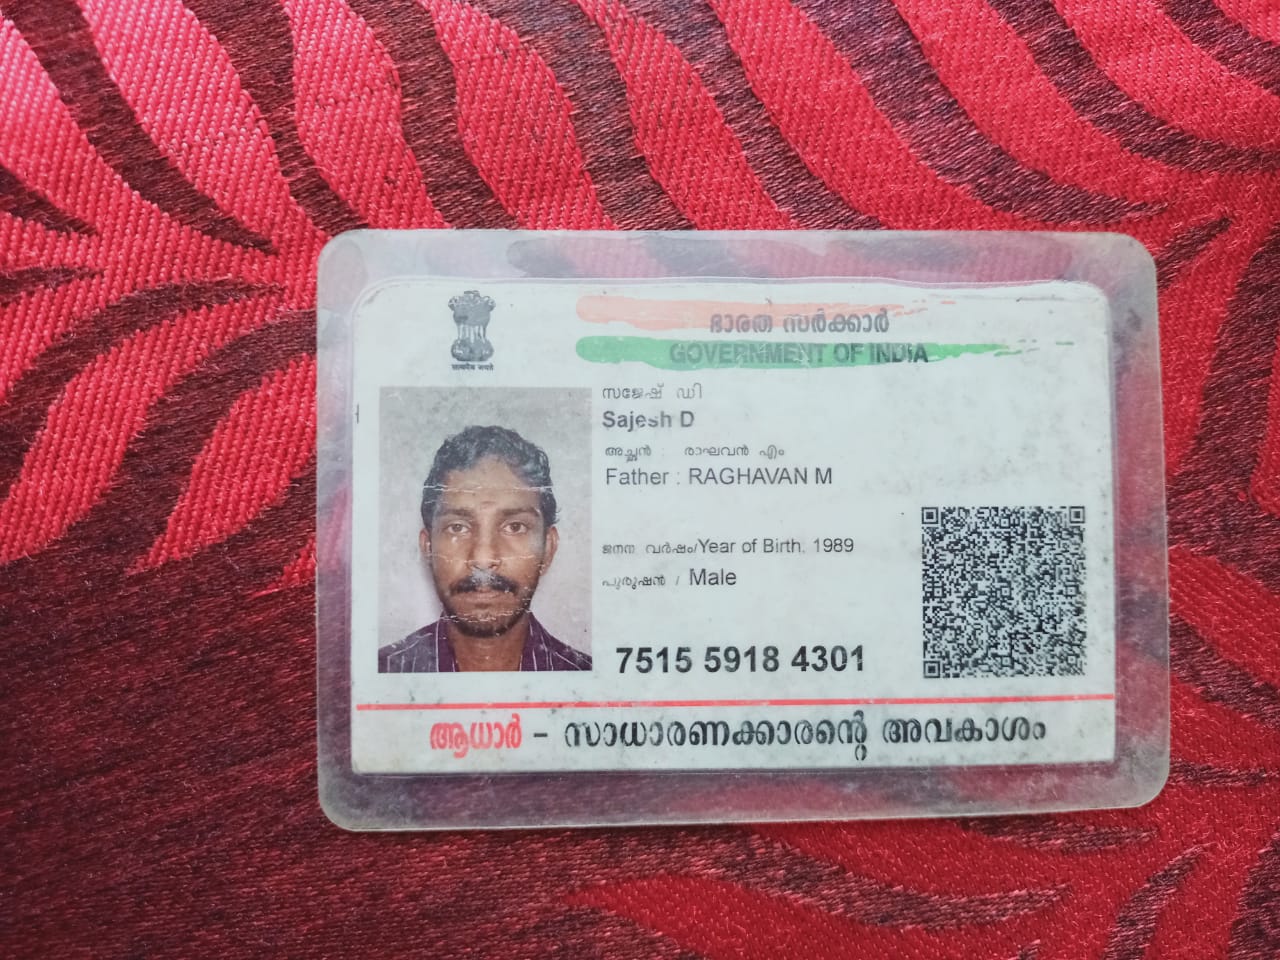 सत्यमेव जयते
ഭാരത സർക്കാർ
GOVERNMENT OF INDIA
സജേഷ് ഡി
Sajesh D
അച്ഛൻ : രാഘവൻ എം
Father : RAGHAVAN M
ജനന വർഷം/Year of Birth: 1989
പുരുഷൻ / Male
7515 5918 4301
ആധാർ - സാധാരണക്കാരന്റെ അവകാശം